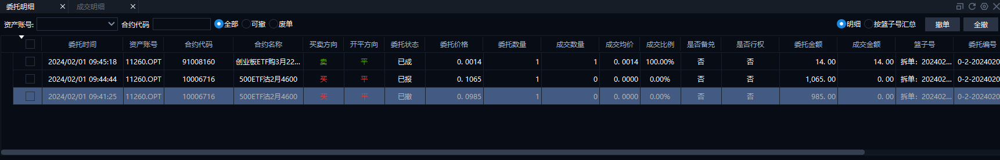 委托明细 成交明细
资产账号: 合约代码 全部 可撤 废单 明细 按篮子号汇总 撤单 全撤
委托时间 资产账号 合约代码 合约名称 买卖方向 开平方向 委托状态 委托价格 委托数量 成交数量 成交均价 成交比例 是否备兑 是否行权 委托金额 成交金额 篮子号 委托编号
2024/02/01 09:45:18 11260.OPT 91008160 创业板ETF购3月22... 卖 平 已成 0.0014 1 1 0.0014 100.00% 否 否 14.00 14.00 拆单：202402... 0-2-2024020
2024/02/01 09:44:44 11260.OPT 10006716 500ETF沽2月4600 买 平 已报 0.1065 1 0 0.0000 0.00% 否 否 1,065.00 0.00 拆单：202402... 0-2-2024020
2024/02/01 09:41:25 11260.OPT 10006716 500ETF沽2月4600 买 平 已撤 0.0985 1 0 0.0000 0.00% 否 否 985.00 0.00 拆单：202402... 0-2-2024020